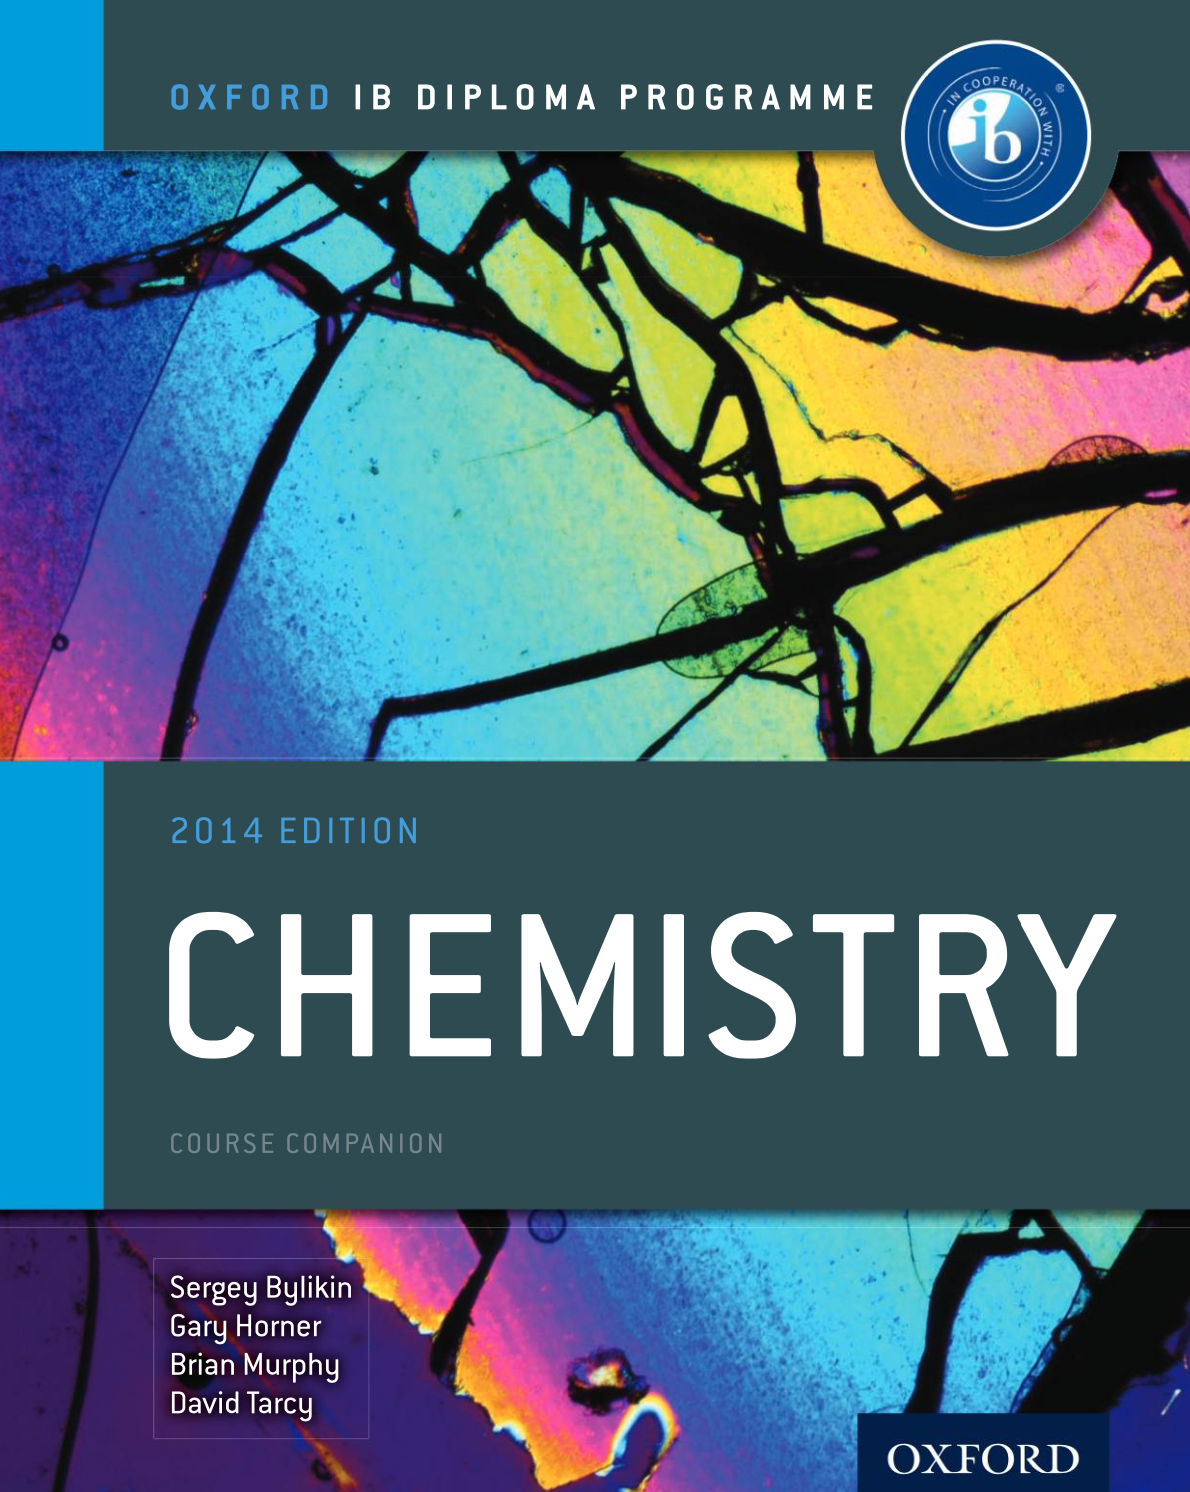 OXFORD IB DIPLOMA PROGRAMME
IN COOPERATION WITH
ib
®
2014 EDITION
CHEMISTRY
COURSE COMPANION
Sergey Bylikin
Gary Horner
Brian Murphy
David Tarcy
OXFORD